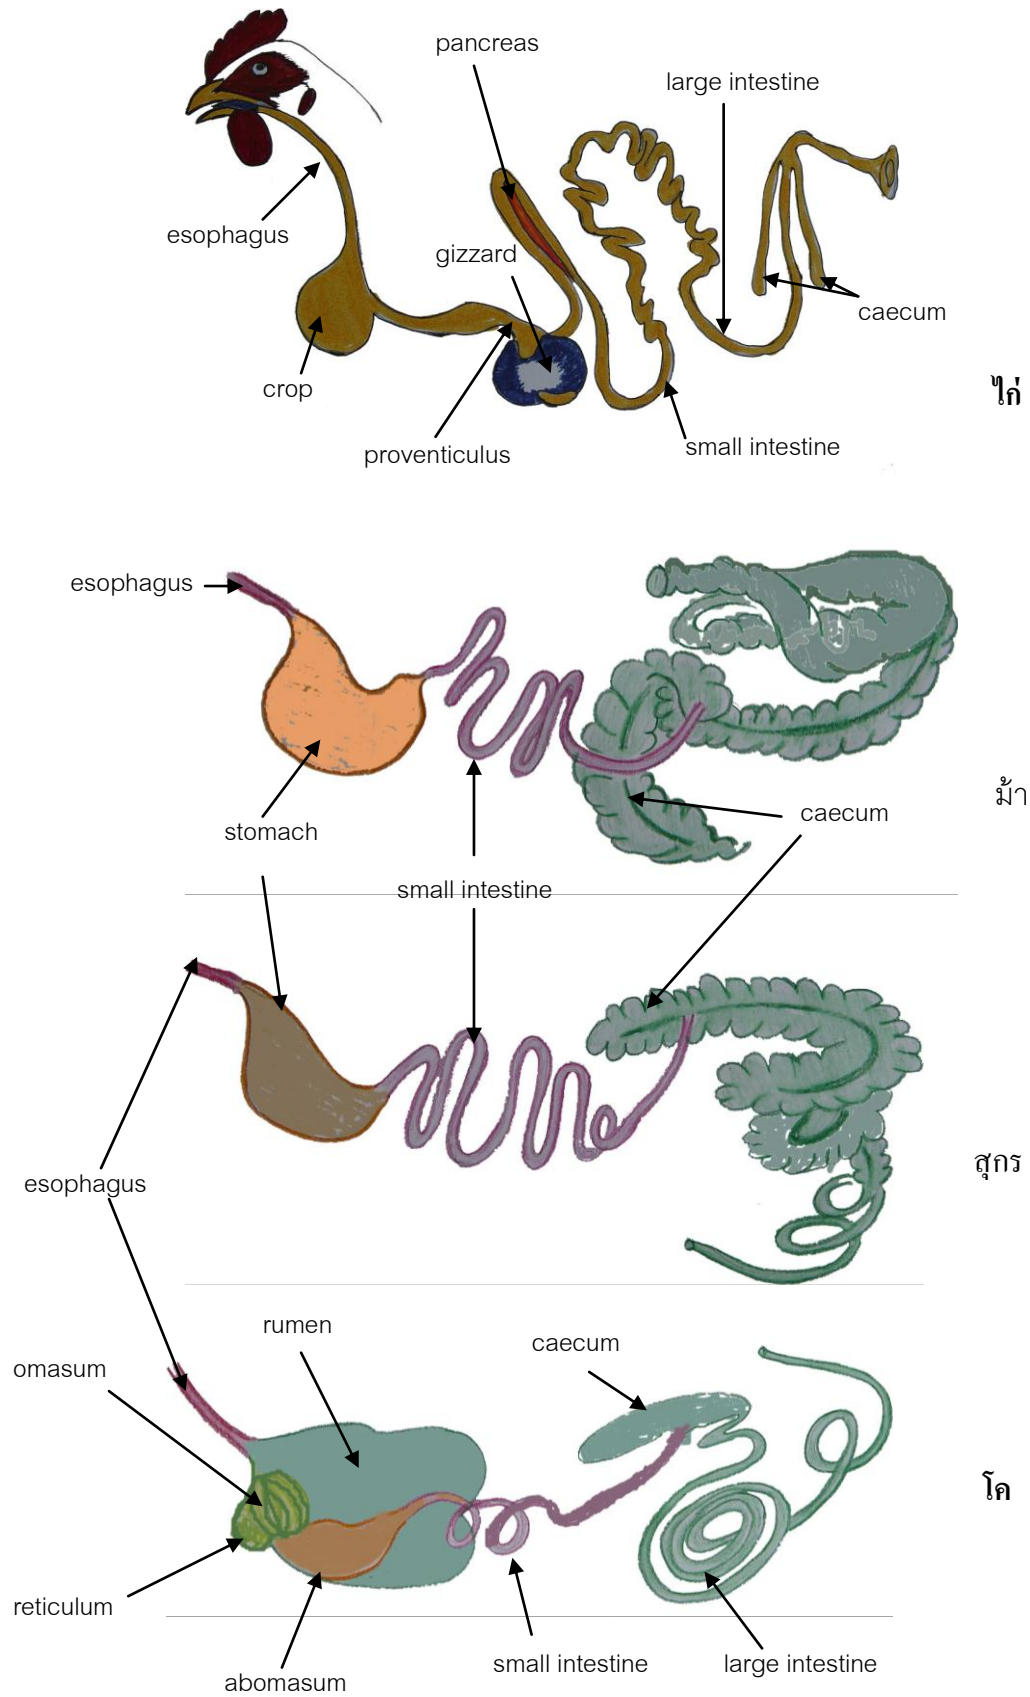 pancreas
large intestine
esophagus
gizzard
caecum
crop
ไก่
proventiculus
small intestine
esophagus
ม้า
caecum
stomach
small intestine
สุกร
esophagus
rumen
caecum
omasum
โค
reticulum
small intestine
large intestine
abomasum